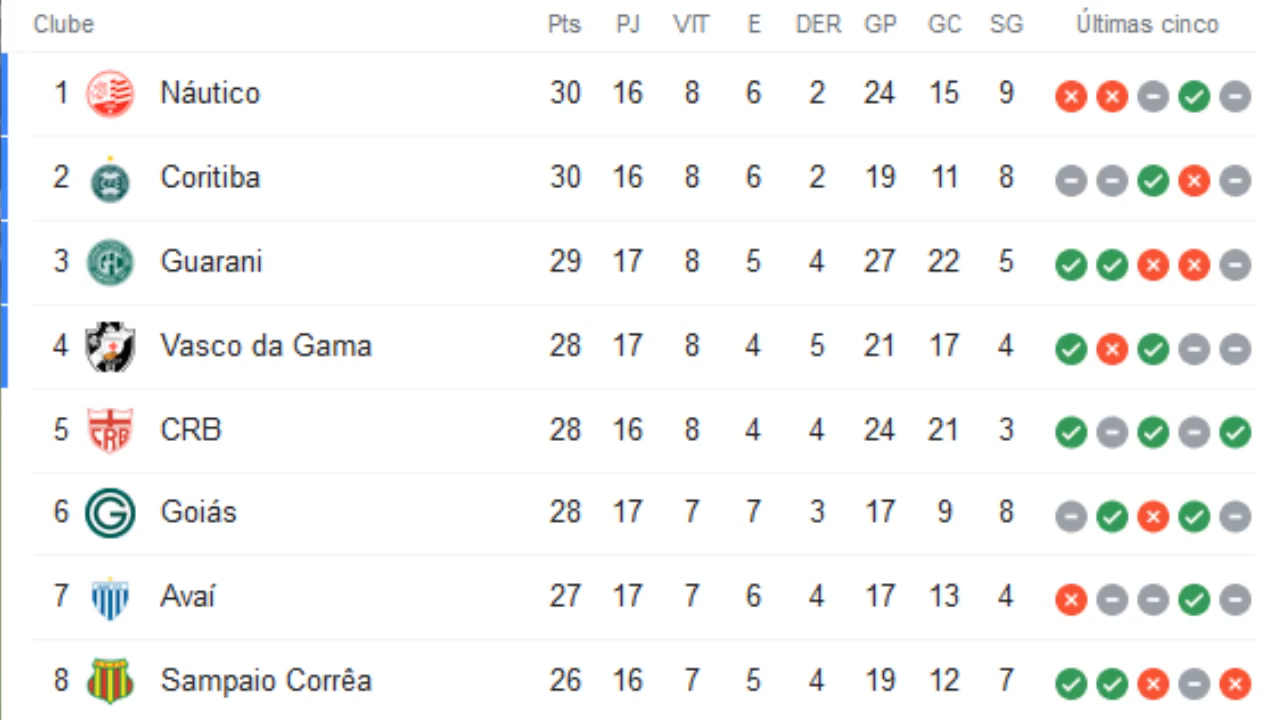 Clube Pts PJ VIT E DER GP GC SG Últimas cinco
1 Náutico 30 16 8 6 2 24 15 9
2 Coritiba 30 16 8 6 2 19 11 8
3 Guarani 29 17 8 5 4 27 22 5
4 Vasco da Gama 28 17 8 4 5 21 17 4
5 CRB 28 16 8 4 4 24 21 3
6 Goiás 28 17 7 7 3 17 9 8
7 Avaí 27 17 7 6 4 17 13 4
8 Sampaio Corrêa 26 16 7 5 4 19 12 7